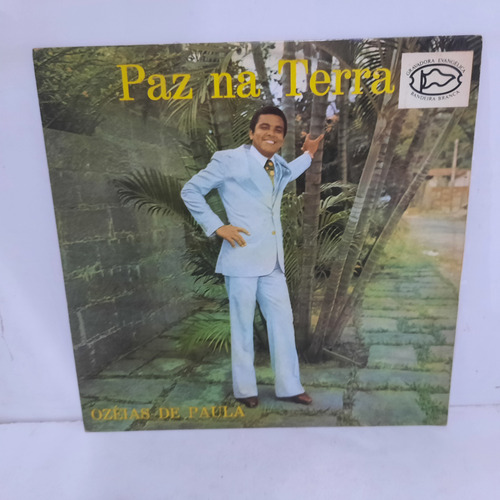 Paz na Terra
GRAVADORA EVANGÉLICA
BANDEIRA BRANCA
OZÉIAS DE PAULA